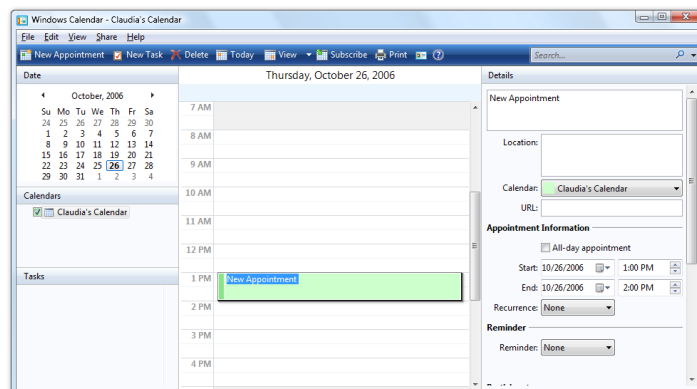 Windows Calendar - Claudia's Calendar
File Edit View Share Help
New Appointment New Task Delete Today View Subscribe Print Search...
Date
October, 2006
Su Mo Tu We Th Fr Sa
24 25 26 27 28 29 30
1 2 3 4 5 6 7
8 9 10 11 12 13 14
15 16 17 18 19 20 21
22 23 24 25 26 27 28
29 30 31 1 2 3 4
Calendars
Claudia's Calendar
Tasks
Thursday, October 26, 2006
7 AM
8 AM
9 AM
10 AM
11 AM
12 PM
1 PM New Appointment
2 PM
3 PM
4 PM
Details
New Appointment
Location:
Calendar: Claudia's Calendar
URL:
Appointment Information
All-day appointment
Start: 10/26/2006 1:00 PM
End: 10/26/2006 2:00 PM
Recurrence: None
Reminder
Reminder: None